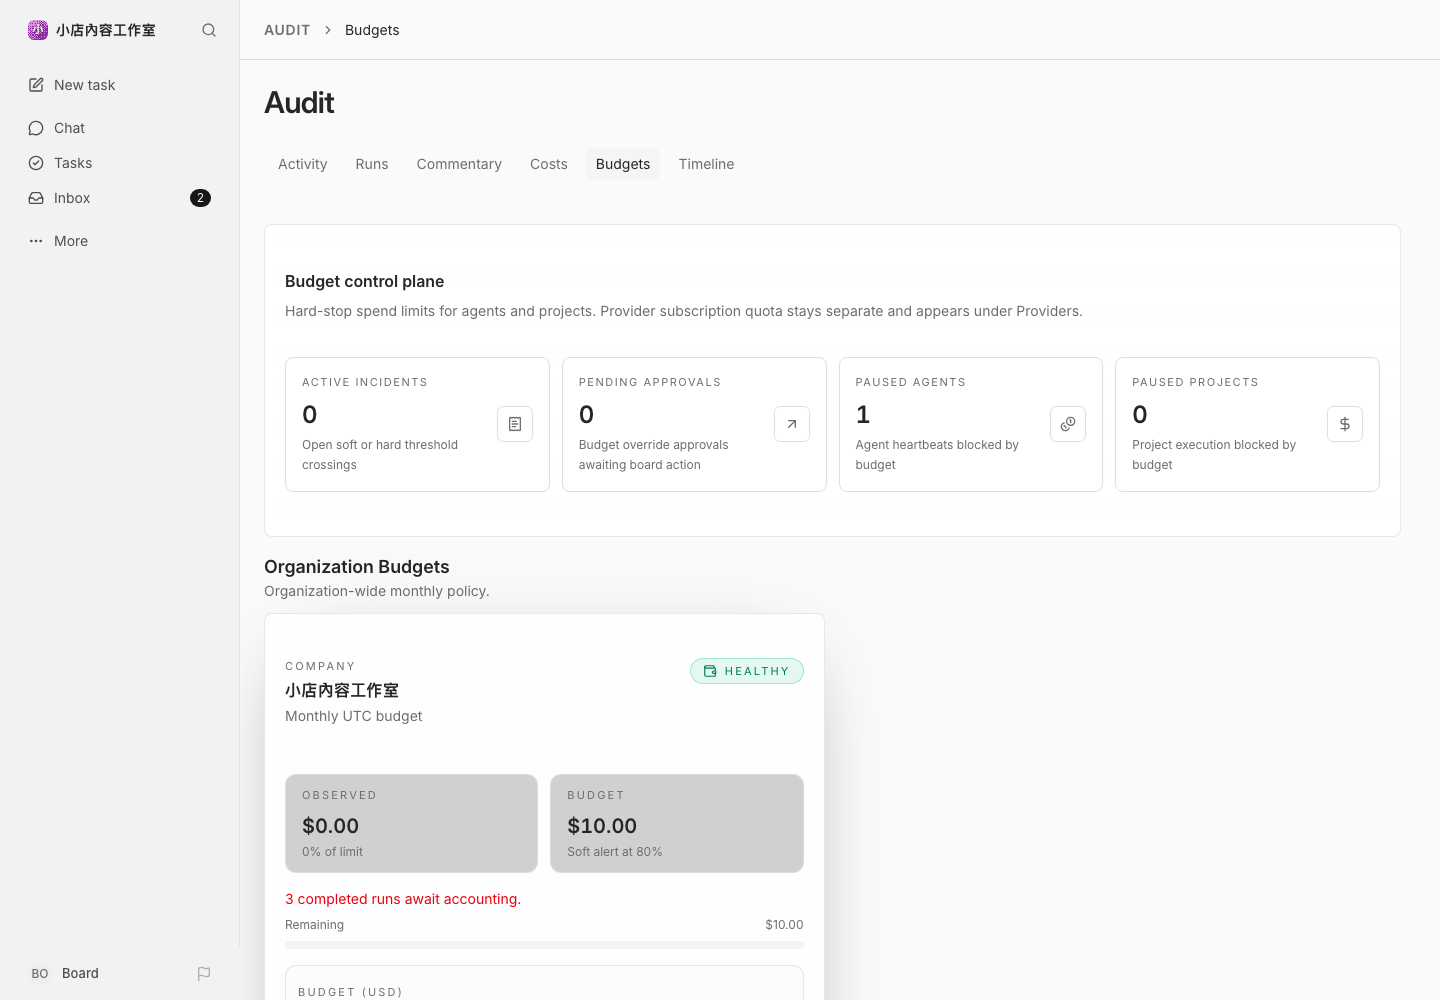 小店內容工作室
New task
Chat
Tasks
Inbox
2
More
BO
Board
AUDIT
Budgets
Audit
Activity
Runs
Commentary
Costs
Budgets
Timeline
Budget control plane
Hard-stop spend limits for agents and projects. Provider subscription quota stays separate and appears under Providers.
ACTIVE INCIDENTS
0
Open soft or hard threshold
crossings
PENDING APPROVALS
0
Budget override approvals
awaiting board action
PAUSED AGENTS
1
Agent heartbeats blocked by
budget
PAUSED PROJECTS
0
Project execution blocked by
budget
Organization Budgets
Organization-wide monthly policy.
COMPANY
小店內容工作室
Monthly UTC budget
HEALTHY
OBSERVED
$0.00
0% of limit
BUDGET
$10.00
Soft alert at 80%
3 completed runs await accounting.
Remaining
$10.00
BUDGET (USD)